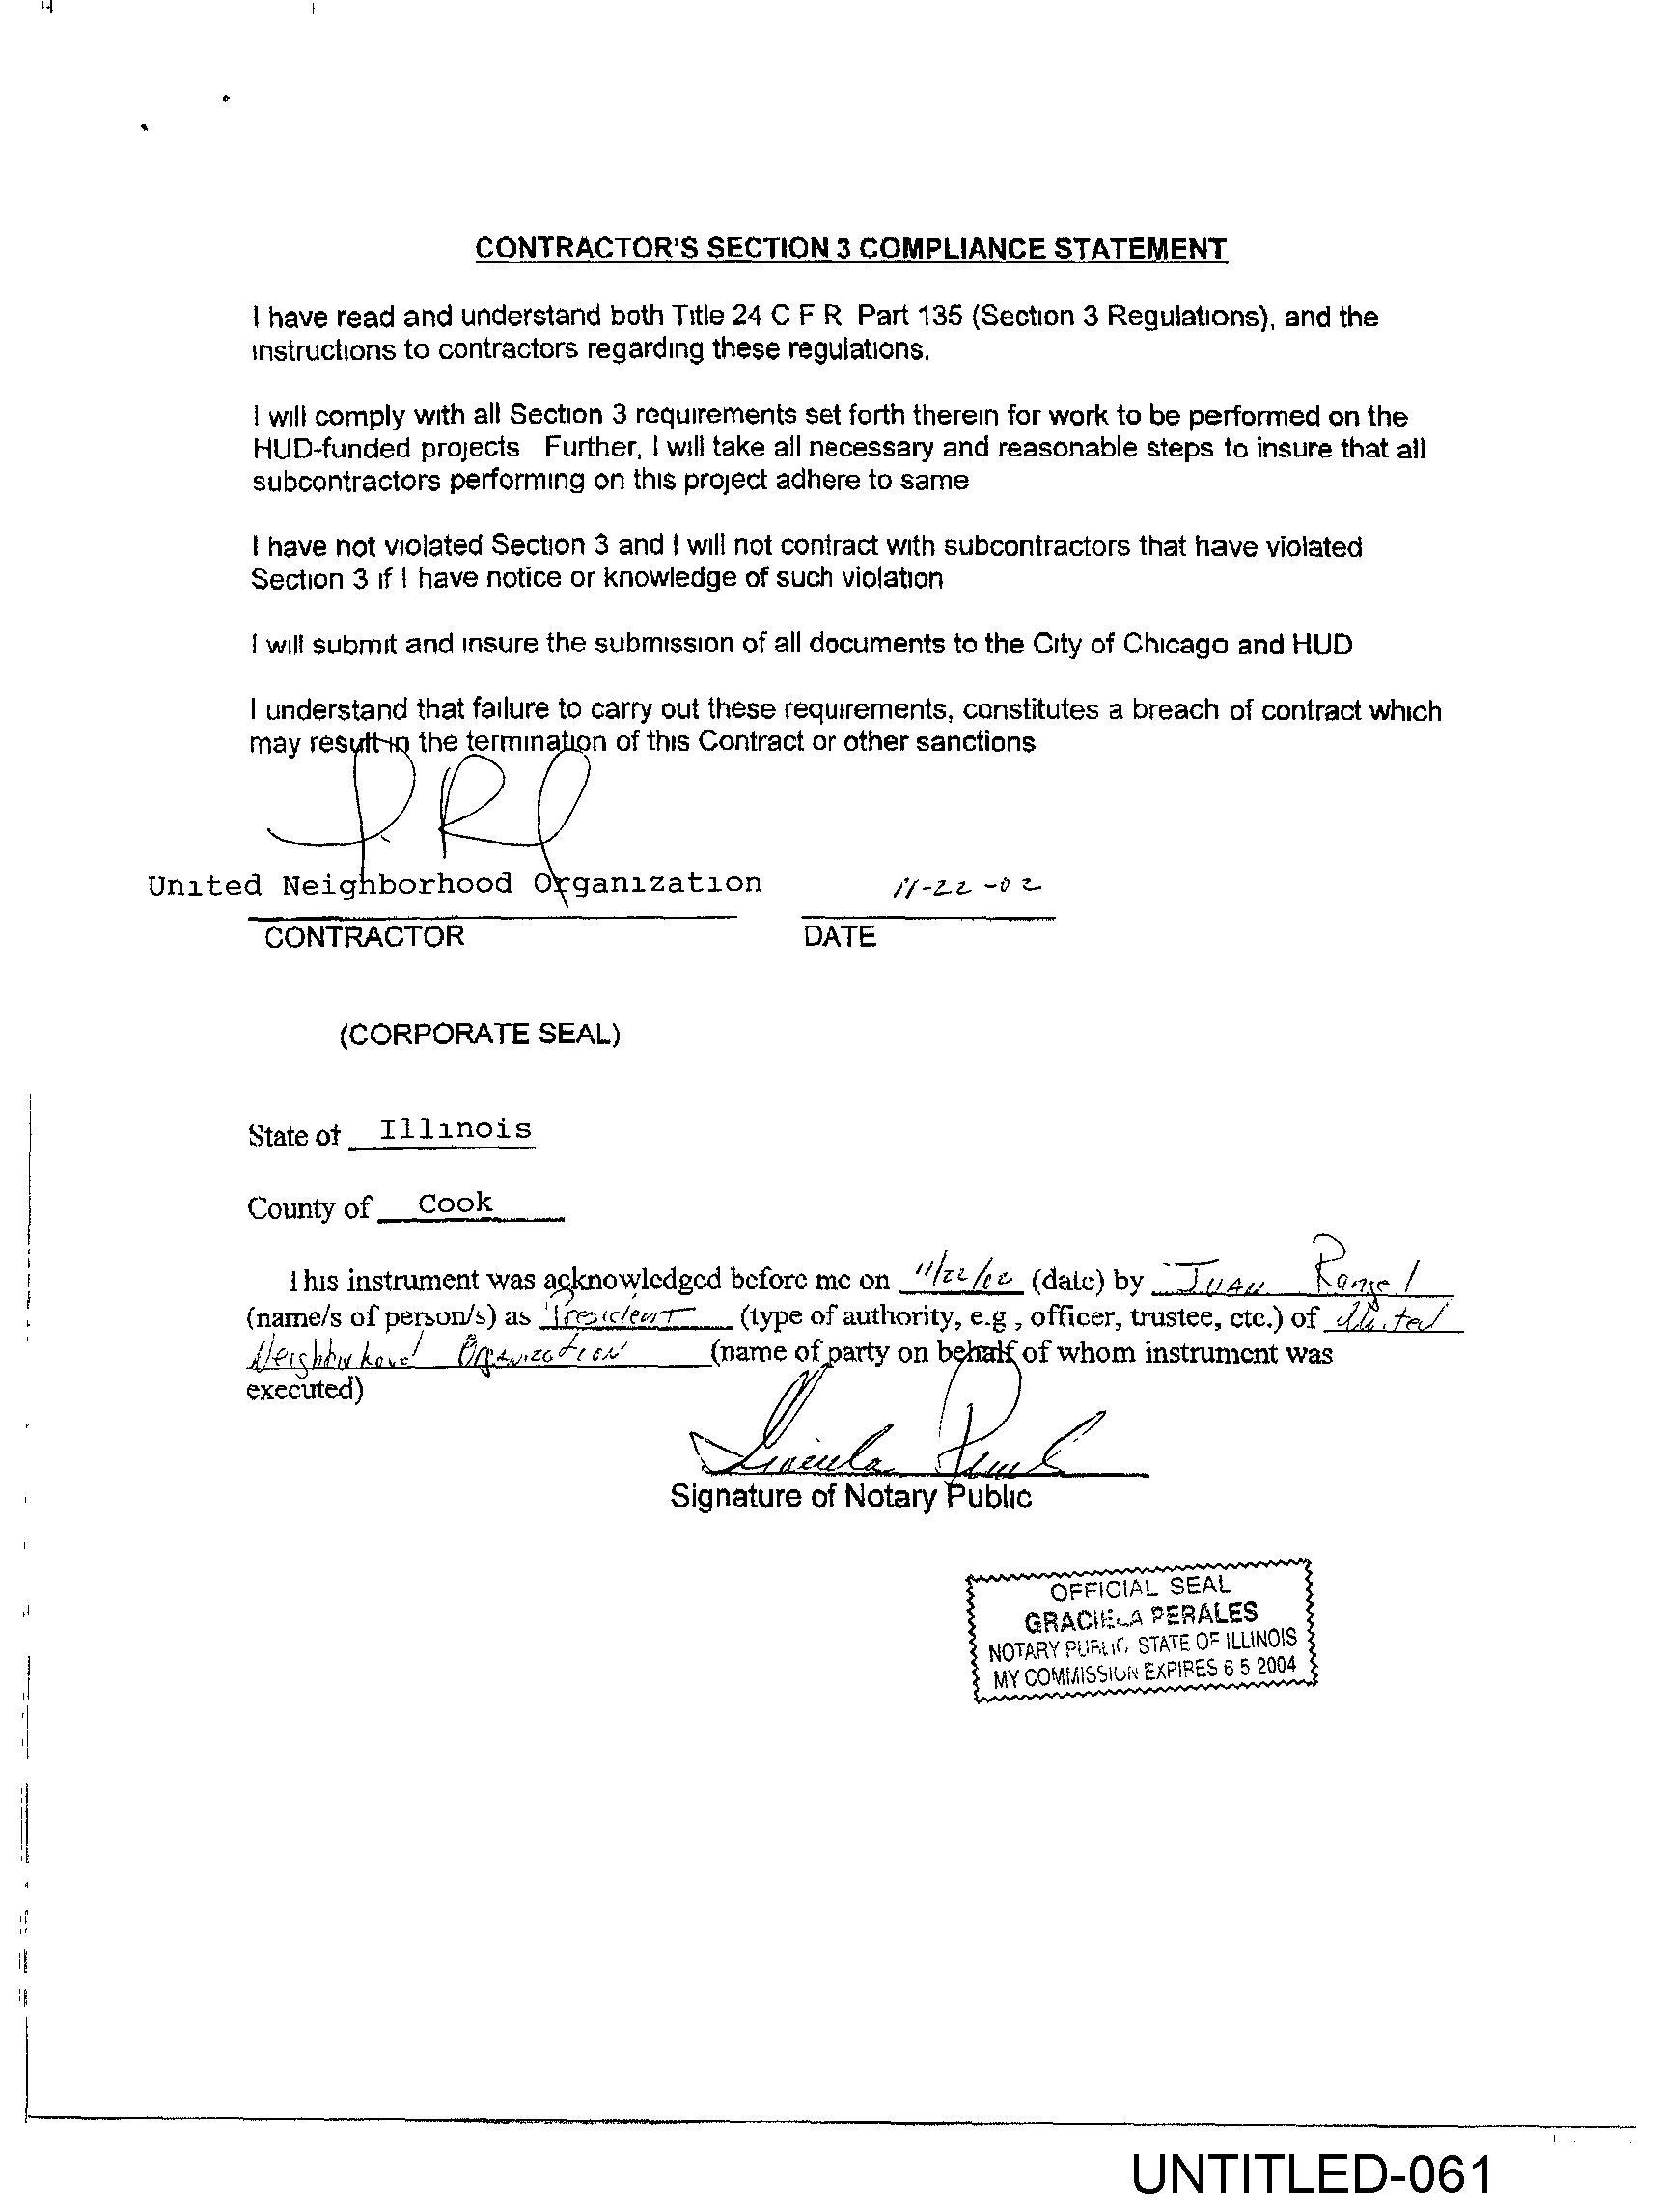 CONTRACTOR'S SECTION 3 COMPLIANCE STATEMENT
I have read and understand both Title 24 C F R Part 135 (Section 3 Regulations), and the
instructions to contractors regarding these regulations.
I will comply with all Section 3 requirements set forth therein for work to be performed on the
HUD-funded projects Further, I will take all necessary and reasonable steps to insure that all
subcontractors performing on this project adhere to same
I have not violated Section 3 and I will not contract with subcontractors that have violated
Section 3 if I have notice or knowledge of such violation
I will submit and insure the submission of all documents to the City of Chicago and HUD
I understand that failure to carry out these requirements, constitutes a breach of contract which
may result in the termination of this Contract or other sanctions
United Neighborhood Organization 11-22-02
CONTRACTOR DATE
(CORPORATE SEAL)
State of Illinois
County of Cook
This instrument was acknowledged before me on 11/22/02 (date) by Juan Rangel
(name/s of person/s) as President (type of authority, e.g , officer, trustee, etc.) of United
Neighborhood Organization (name of party on behalf of whom instrument was
executed)
Signature of Notary Public
OFFICIAL SEAL
GRACIELA PERALES
NOTARY PUBLIC, STATE OF ILLINOIS
MY COMMISSION EXPIRES 6 5 2004
UNTITLED-061